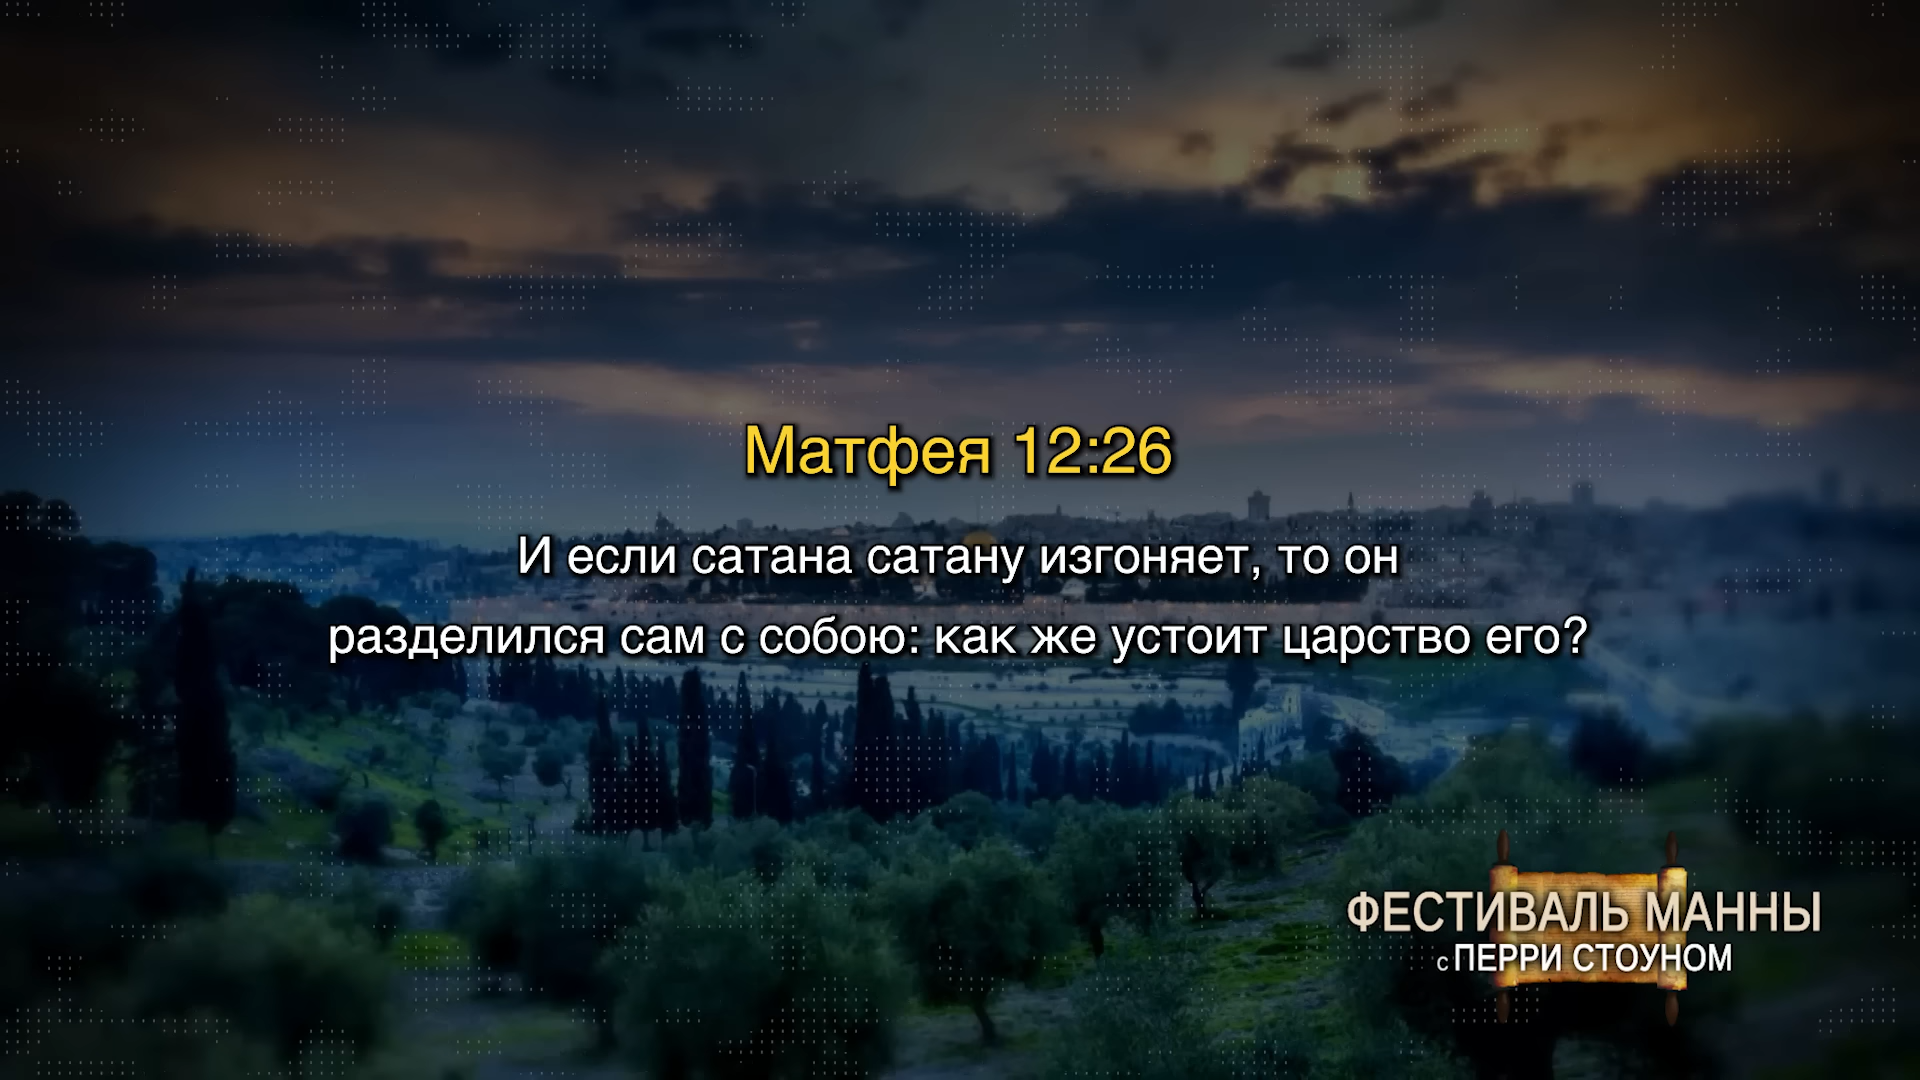 Матфея 12:26
И если сатана сатану изгоняет, то он
разделился сам с собою: как же устоит царство его?
ФЕСТИВАЛЬ МАННЫ
с ПЕРРИ СТОУНОМ